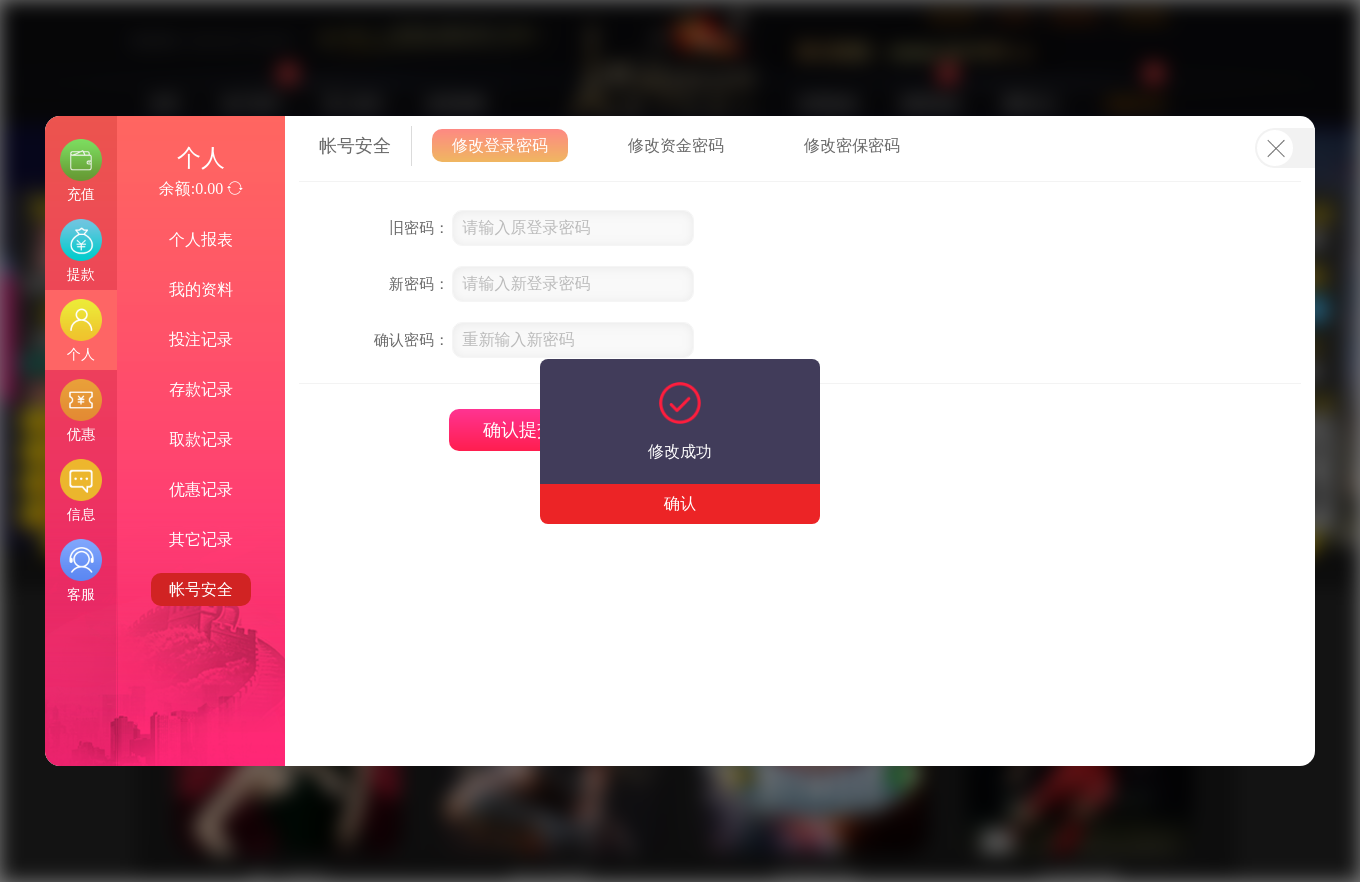 充值
提款
个人
优惠
信息
客服
个人
余额:0.00
个人报表
我的资料
投注记录
存款记录
取款记录
优惠记录
其它记录
帐号安全
帐号安全
修改登录密码
修改资金密码
修改密保密码
旧密码：
请输入原登录密码
新密码：
请输入新登录密码
确认密码：
重新输入新密码
确认提
修改成功
确认